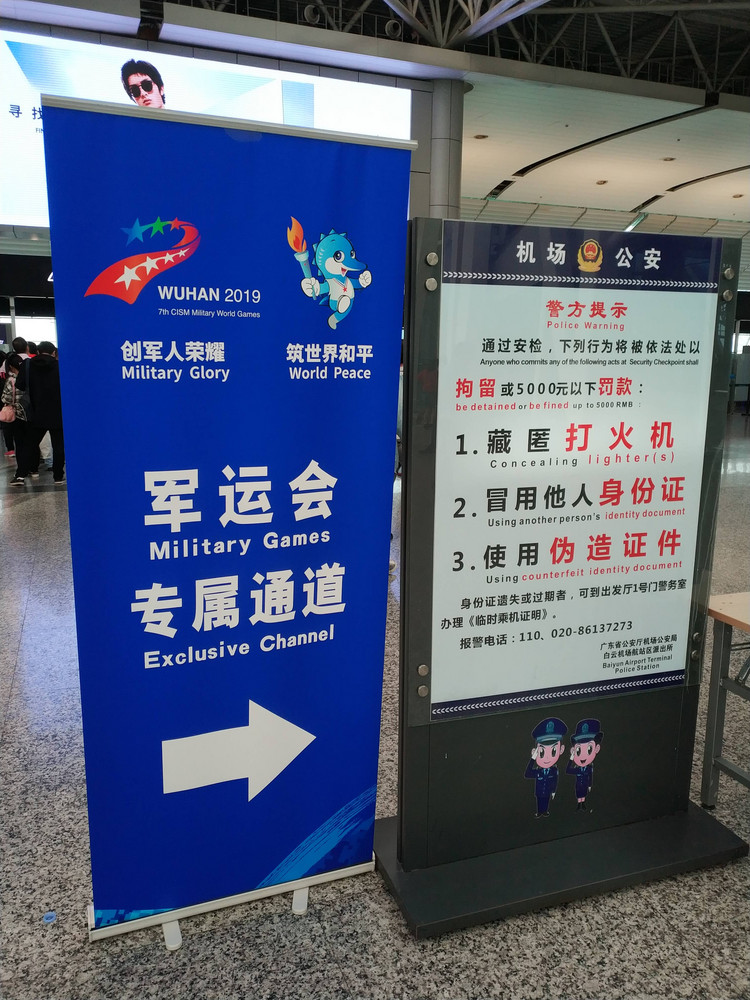 寻找
WUHAN 2019
7th CISM Military World Games
创军人荣耀
Military Glory
筑世界和平
World Peace
军运会
Military Games
专属通道
Exclusive Channel
机场 公安
警方提示
Police Warning
通过安检，下列行为将被依法处以
Anyone who commits any of the following acts at Security Checkpoint shall
拘留或5000元以下罚款：
be detained or be fined up to 5000 RMB :
1.藏匿打火机
Concealing lighter(s)
2.冒用他人身份证
Using another person's identity document
3.使用伪造证件
Using counterfeit identity document
身份证遗失或过期者，可到出发厅1号门警务室
办理《临时乘机证明》。
报警电话：110、020-86137273
广东省公安厅机场公安局
白云机场航站区派出所
Baiyun Airport Terminal
Police Station